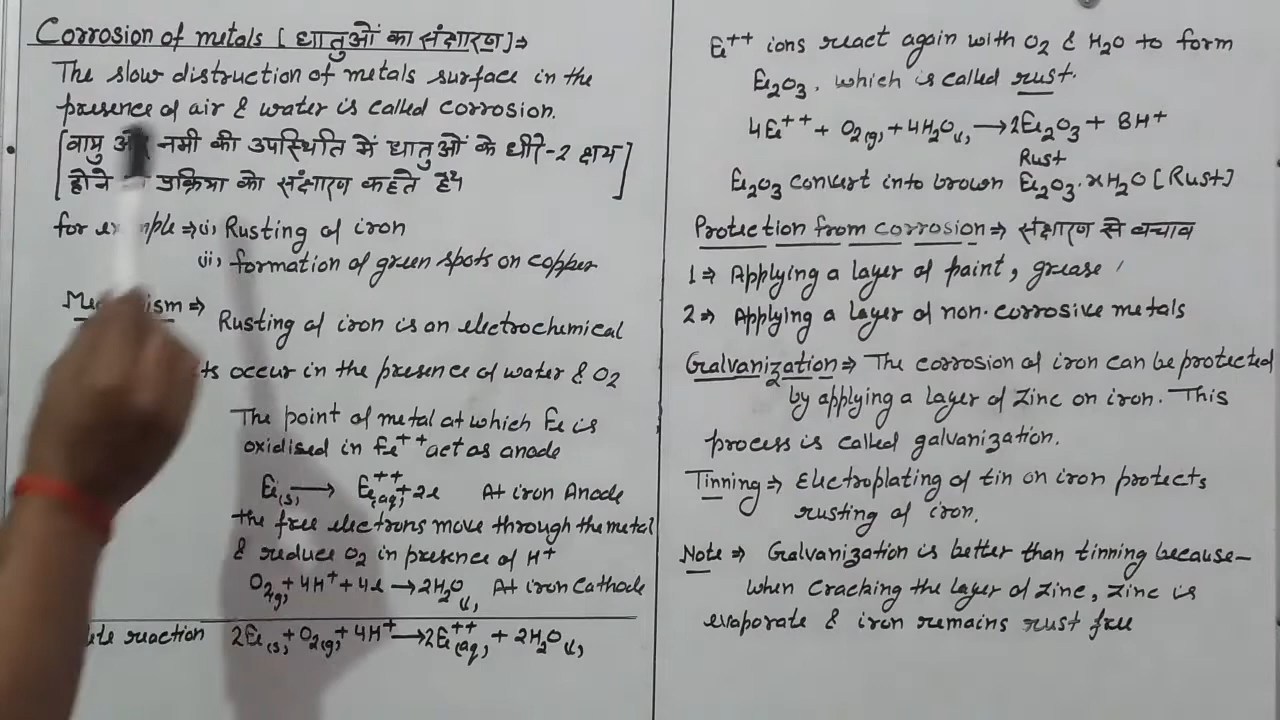 Corrosion of metals [धातुओं का संक्षारण]⇒
The slow distruction of metals surface in the
presence of air & water is called corrosion.
[वायु और नमी की उपस्थिति में धातुओं के धीरे-2 क्षय
होने प्रक्रिया को संक्षारण कहते हैं]
for example ⇒(i) Rusting of iron
(ii) formation of green spots on copper
Mechanism ⇒
Rusting of iron is an electrochemical
occur in the presence of water & O2
The point of metal at which Fe is
oxidised in Fe++ act as anode
Fe(s) ⟶ Fe++(aq) + 2e At iron Anode
the free electrons move through the metal
& reduce O2 in presence of H+
O2(g) + 4H+ + 4e ⟶ 2H2O(l) At iron Cathode
reaction 2Fe(s) + O2(g) + 4H+ ⟶ 2Fe++(aq) + 2H2O(l)
Fe++ ions react again with O2 & H2O to form
Fe2O3, which is called rust.
4Fe++ + O2(g) + 4H2O(l) ⟶ 2Fe2O3 + 8H+
Rust
Fe2O3 convert into brown Fe2O3.xH2O [Rust]
Protection from corrosion ⇒ संक्षारण से बचाव
1⇒ Applying a layer of paint, grease
2⇒ Applying a layer of non-corrosive metals
Galvanization ⇒ The corrosion of iron can be protected
by applying a layer of Zinc on iron. This
process is called galvanization.
Tinning ⇒ Electroplating of tin on iron protects
rusting of iron.
Note ⇒ Galvanization is better than tinning because–
when Cracking the layer of Zinc, Zinc is
evaporate & iron remains rust free